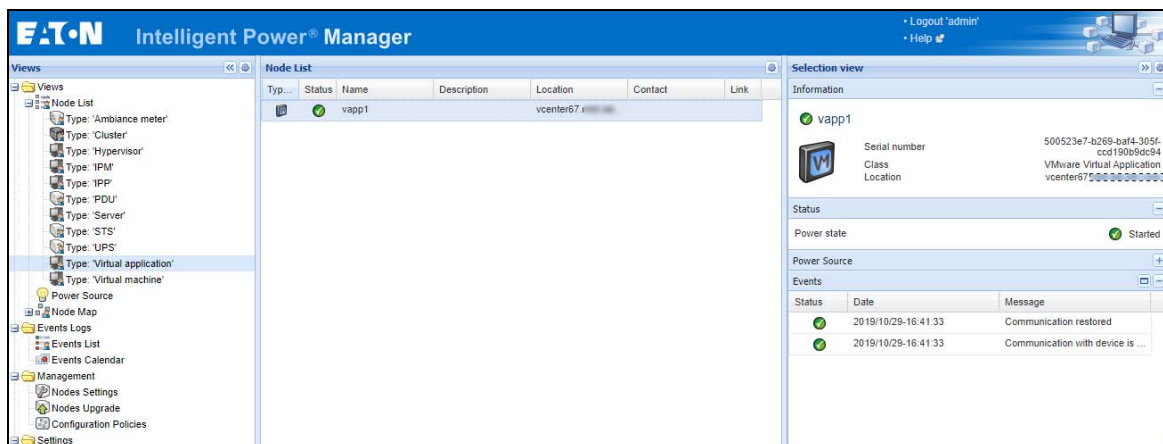 EATON Intelligent Power® Manager
• Logout 'admin'
• Help
Views
Views
Node List
Type: 'Ambiance meter'
Type: 'Cluster'
Type: 'Hypervisor'
Type: 'IPM'
Type: 'IPP'
Type: 'PDU'
Type: 'Server'
Type: 'STS'
Type: 'UPS'
Type: 'Virtual application'
Type: 'Virtual machine'
Power Source
Node Map
Events Logs
Events List
Events Calendar
Management
Nodes Settings
Nodes Upgrade
Configuration Policies
Settings
Node List
Typ... Status Name Description Location Contact Link
vapp1 vcenter67.
Selection view
Information
vapp1
Serial number 500523e7-b269-baf4-305f-
ccd190b9dc94
Class VMware Virtual Application
Location
Status
Power state Started
Power Source
Events
Status Date Message
2019/10/29-16:41:33 Communication restored
2019/10/29-16:41:33 Communication with device is ...